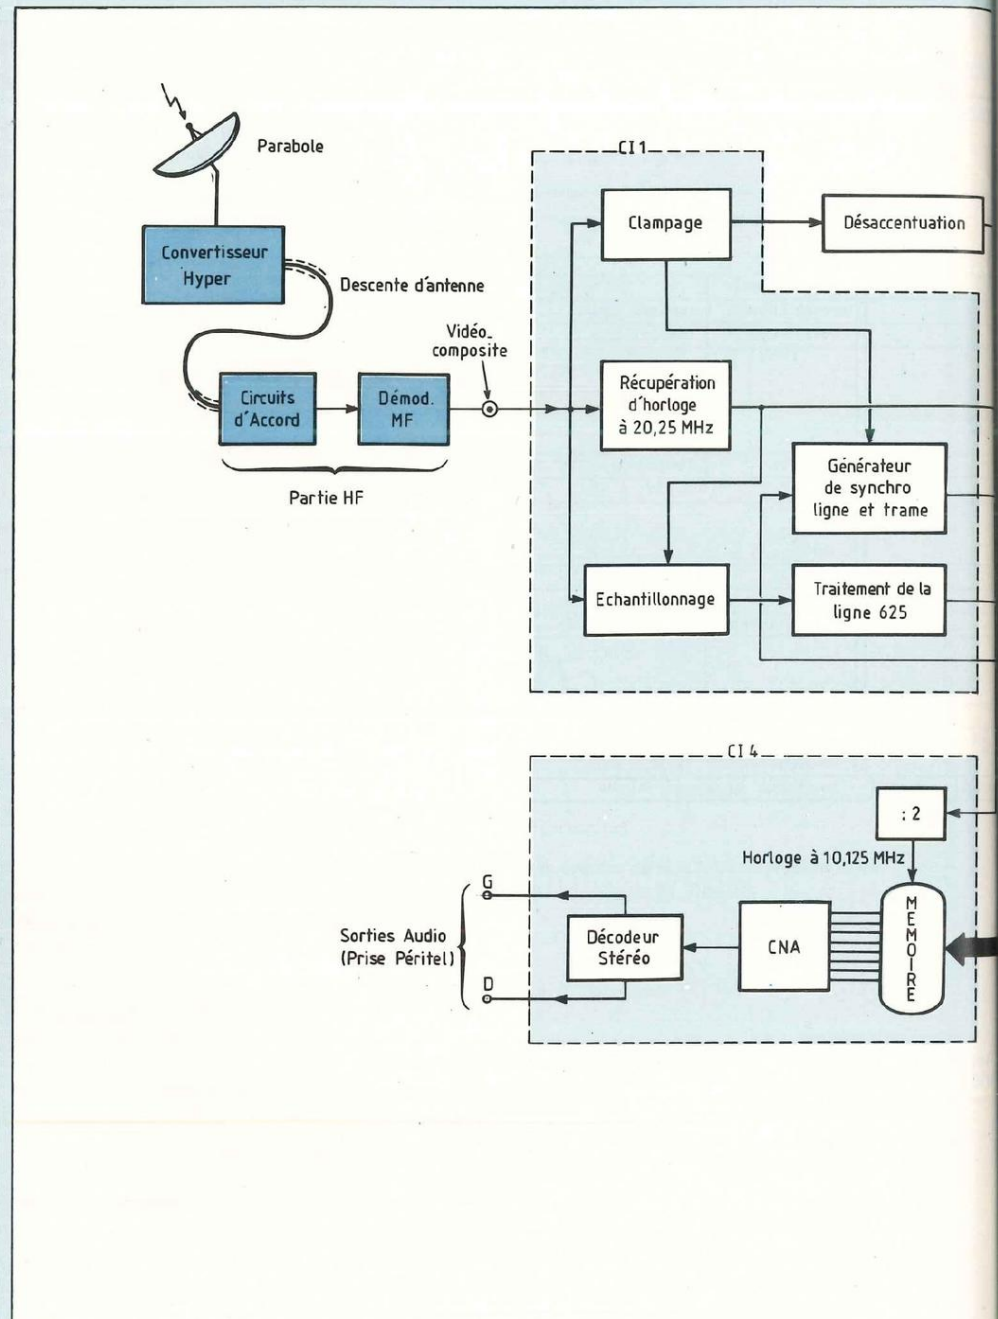 Parabole
Convertisseur
Hyper
Descente d'antenne
Circuits
d'Accord
Démod.
MF
Partie HF
Vidéo_
composite
CI 1
Clampage
Désaccentuation
Récupération
d'horloge
à 20,25 MHz
Générateur
de synchro
ligne et trame
Echantillonnage
Traitement de la
ligne 625
CI 4
: 2
Horloge à 10,125 MHz
MEMOIRE
CNA
Décodeur
Stéréo
G
Sorties Audio
(Prise Péritel)
D